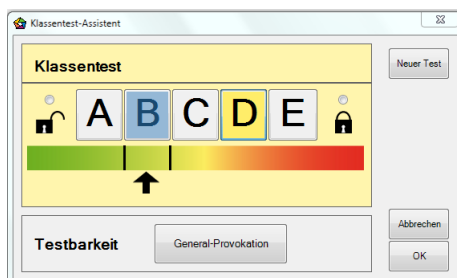 Klassentest-Assistent
Klassentest
Neuer Test
A B C D E
Testbarkeit
General-Provokation
Abbrechen
OK